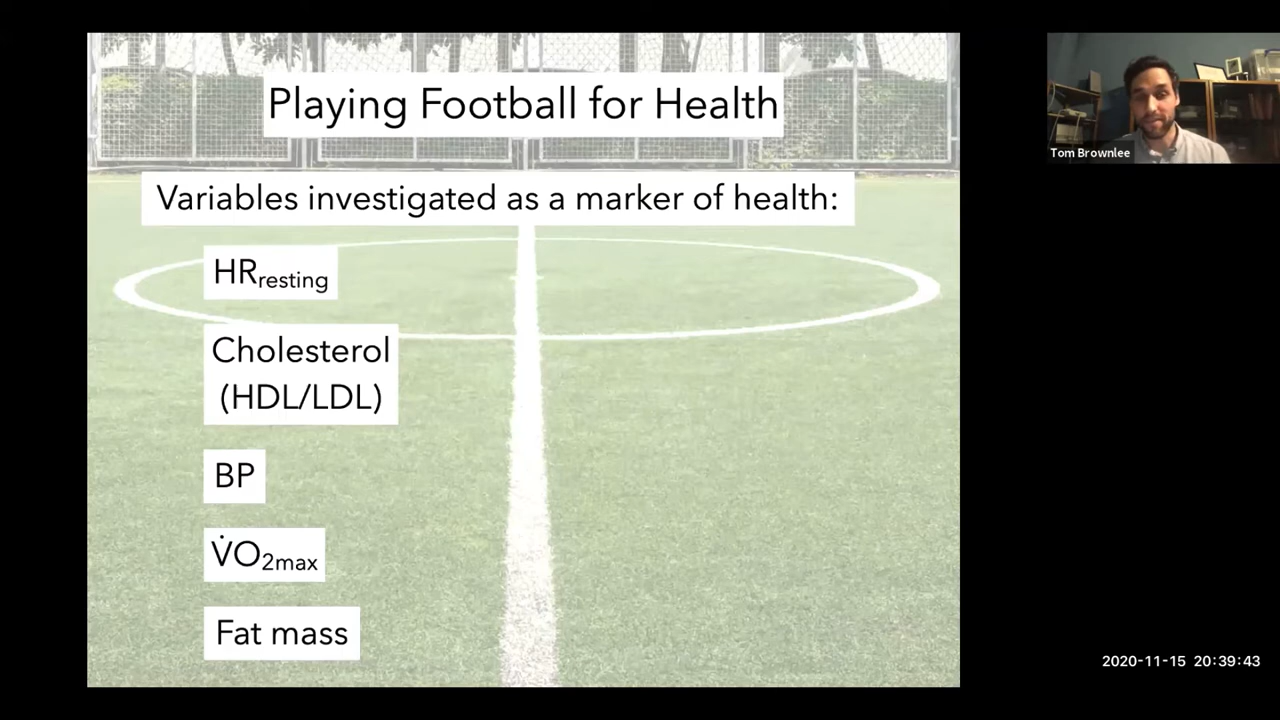 Playing Football for Health
Variables investigated as a marker of health:
HRresting
Cholesterol
(HDL/LDL)
BP
V̇O2max
Fat mass
Tom Brownlee
2020-11-15 20:39:43